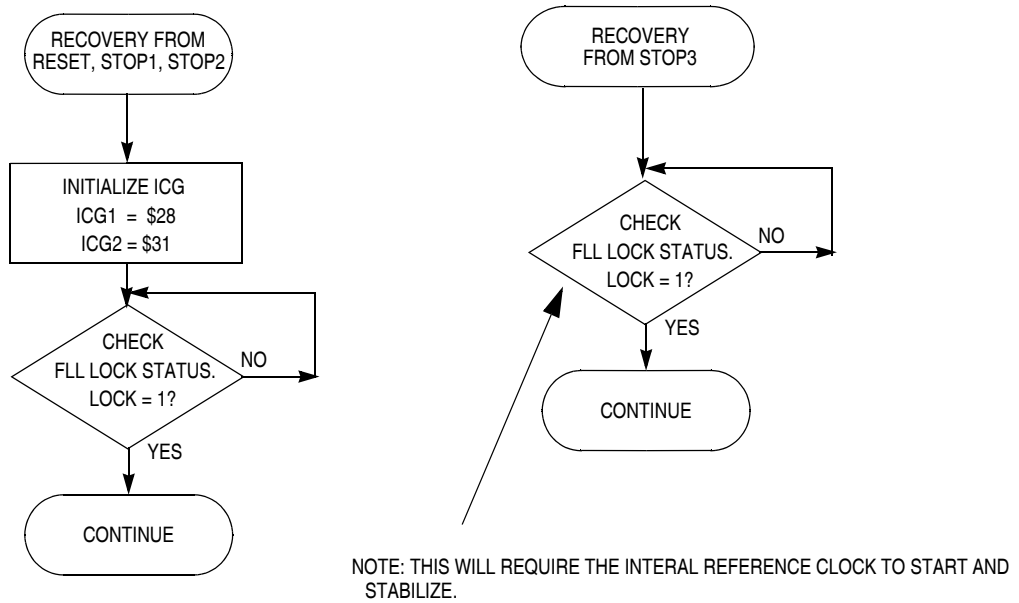 RECOVERY FROM
RESET, STOP1, STOP2
INITIALIZE ICG
ICG1 = $28
ICG2 = $31
CHECK
FLL LOCK STATUS.
LOCK = 1?
NO
YES
CONTINUE
RECOVERY
FROM STOP3
CHECK
FLL LOCK STATUS.
LOCK = 1?
NO
YES
CONTINUE
NOTE: THIS WILL REQUIRE THE INTERAL REFERENCE CLOCK TO START AND
STABILIZE.